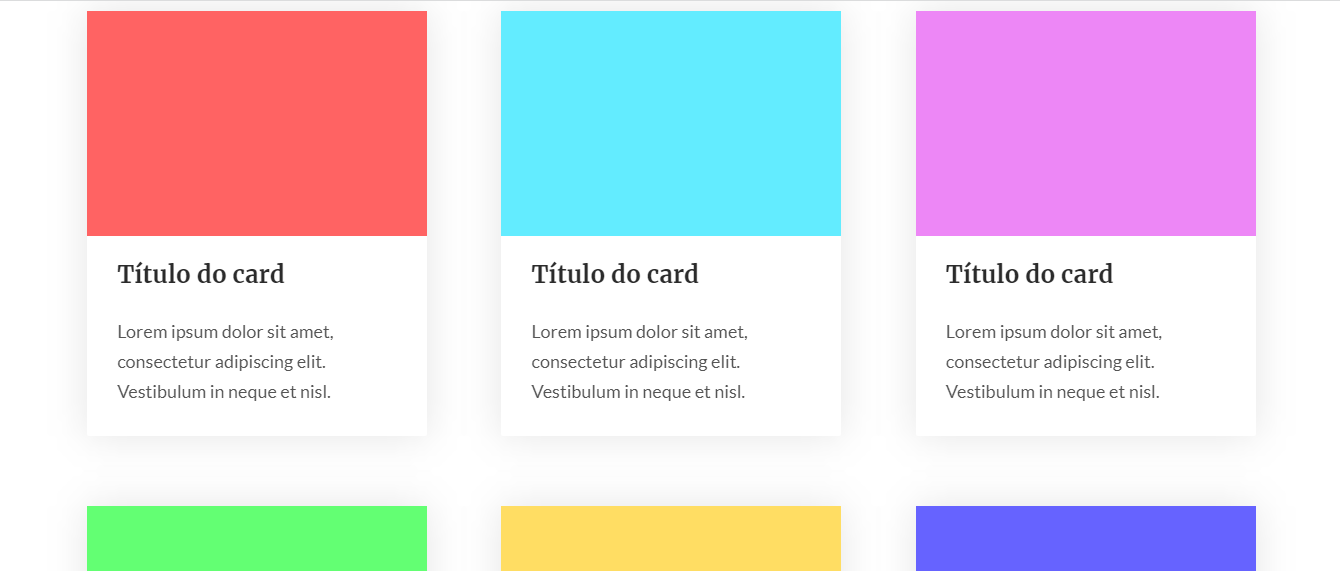 Título do card
Lorem ipsum dolor sit amet,
consectetur adipiscing elit.
Vestibulum in neque et nisl.
Título do card
Lorem ipsum dolor sit amet,
consectetur adipiscing elit.
Vestibulum in neque et nisl.
Título do card
Lorem ipsum dolor sit amet,
consectetur adipiscing elit.
Vestibulum in neque et nisl.